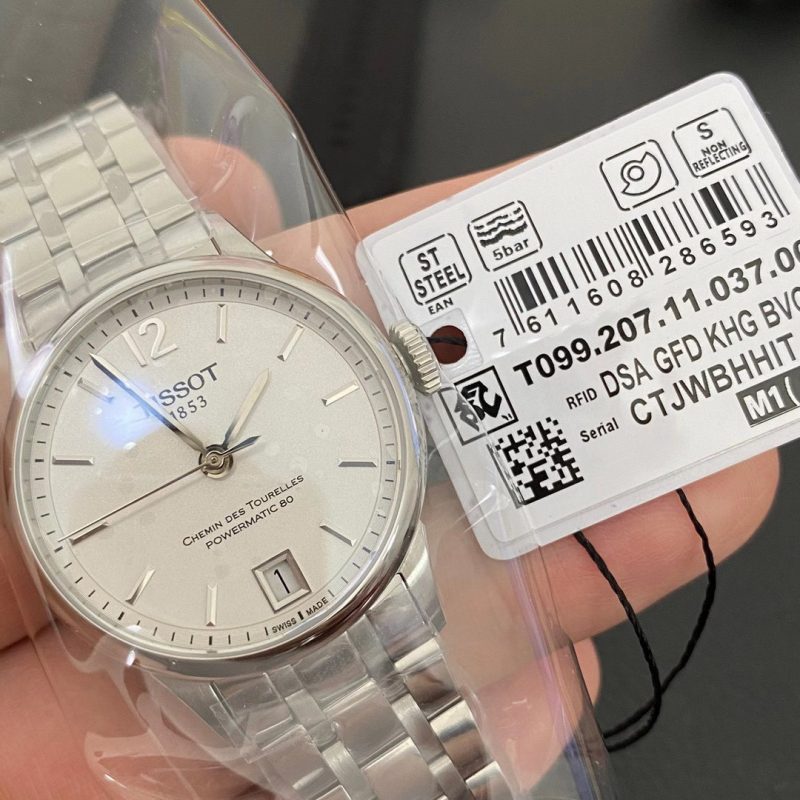 12
TISSOT
1853
CHEMIN DES TOURELLES
POWERMATIC 80
1
SWISS MADE
ST
STEEL
EAN
5bar
S
NON
REFLECTING
7 611608 286593
T099.207.11.037.00
RFID DSA GFD KHG BVC
Serial CTJWBHHIT
M1(